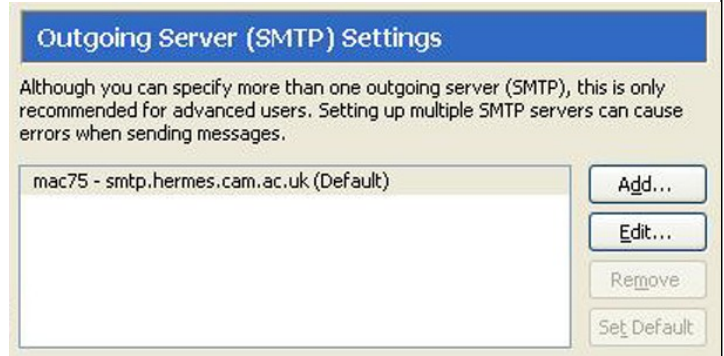 Outgoing Server (SMTP) Settings
Although you can specify more than one outgoing server (SMTP), this is only
recommended for advanced users. Setting up multiple SMTP servers can cause
errors when sending messages.
mac75 - smtp.hermes.cam.ac.uk (Default)
Add...
Edit...
Remove
Set Default